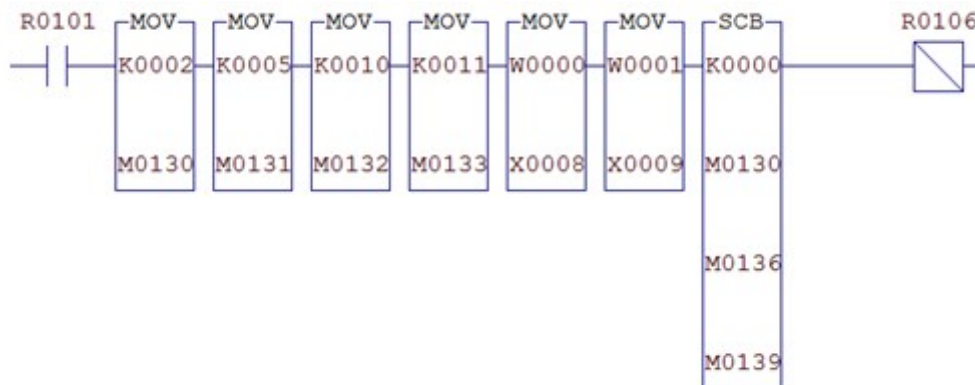 R0101 R0106
MOV MOV MOV MOV MOV MOV SCB
K0002 K0005 K0010 K0011 W0000 W0001 K0000
M0130 M0131 M0132 M0133 X0008 X0009 M0130
M0136
M0139